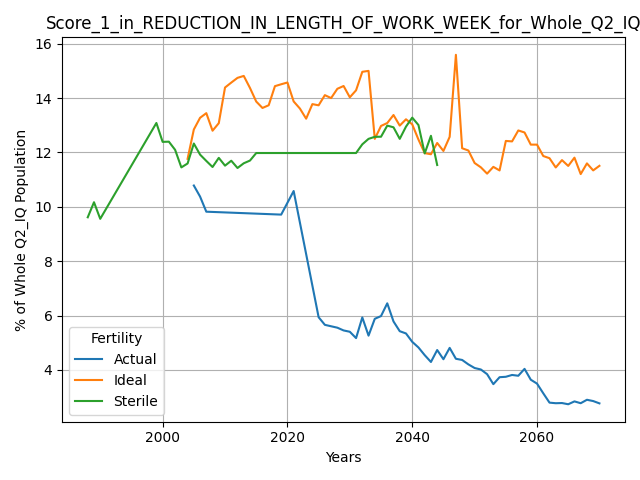 Score_1_in_REDUCTION_IN_LENGTH_OF_WORK_WEEK_for_Whole_Q2_IQ
16
14
12
10
8
6
4
% of Whole Q2_IQ Population
Fertility
Actual
Ideal
Sterile
2000
2020
2040
2060
Years